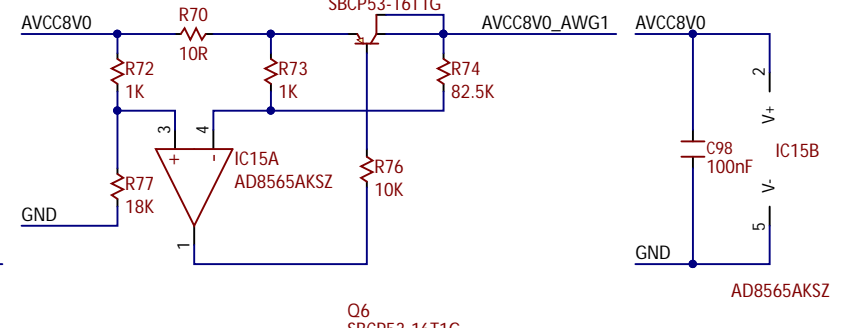 SBCP53-16T1G
R70
AVCC8V0
10R
AVCC8V0_AWG1
AVCC8V0
R72
1K
R73
1K
R74
82.5K
2
V+
3
4
+
-
IC15A
AD8565AKSZ
C98
100nF
IC15B
R76
10K
R77
18K
V-
GND
5
1
GND
AD8565AKSZ
Q6
SBCP53-16T1G